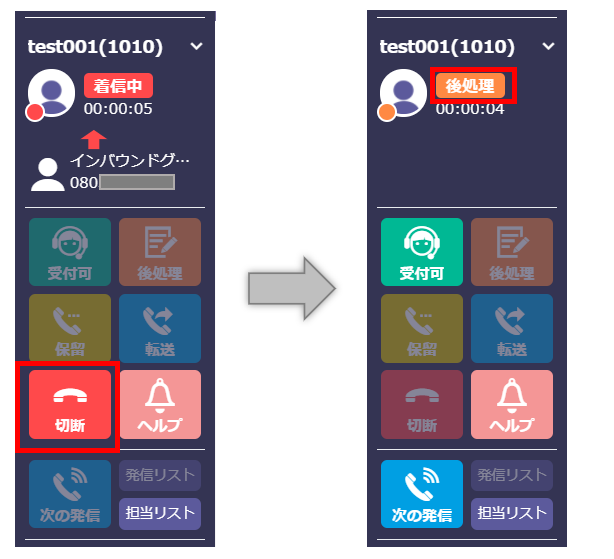 test001(1010)
着信中
00:00:05
インバウンドグ…
080
受付可
後処理
保留
転送
切断
ヘルプ
次の発信
発信リスト
担当リスト
test001(1010)
後処理
00:00:04
受付可
後処理
保留
転送
切断
ヘルプ
次の発信
発信リスト
担当リスト